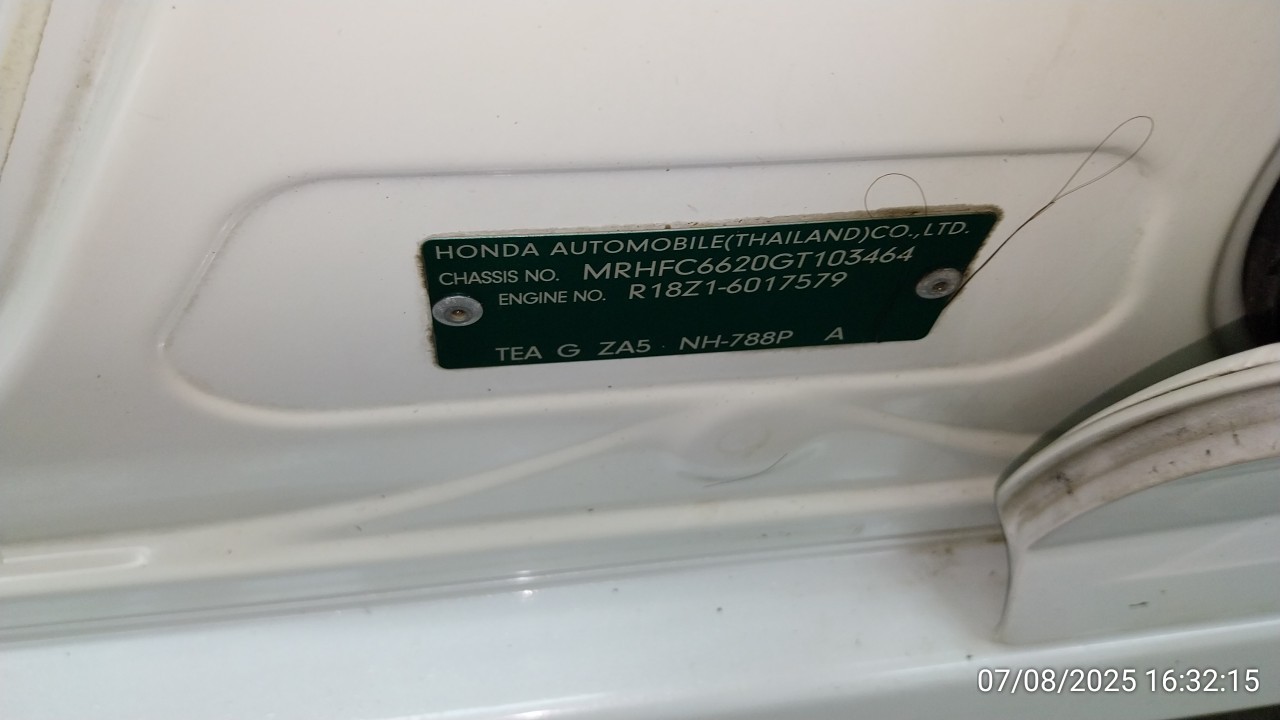 HONDA AUTOMOBILE(THAILAND)CO.,LTD.
CHASSIS NO. MRHFC6620GT103464
ENGINE NO. R18Z1-6017579
TEA G ZA5 NH-788P A
07/08/2025 16:32:15